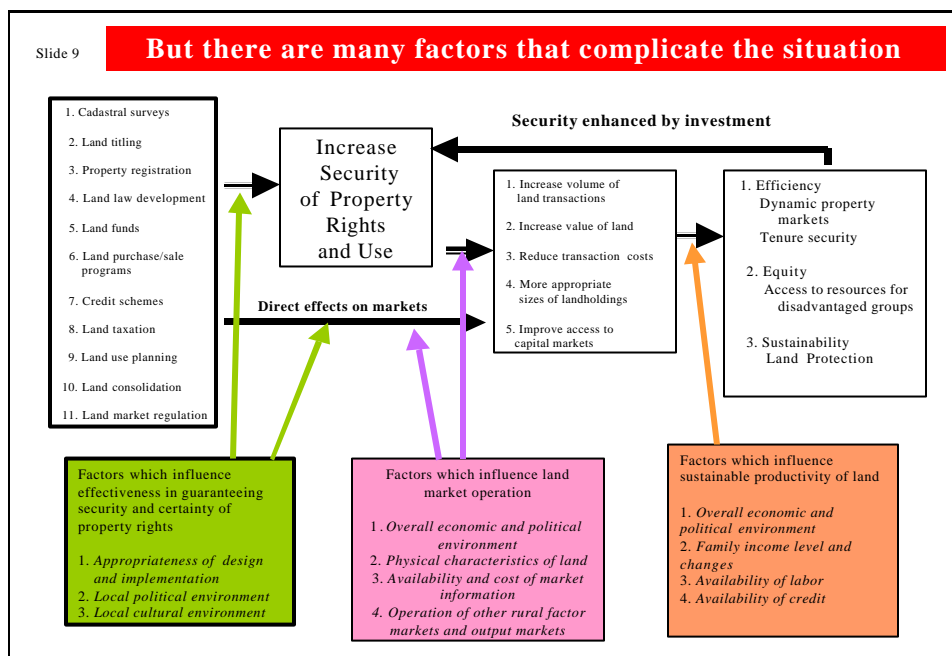 Slide 9
But there are many factors that complicate the situation
1. Cadastral surveys
2. Land titling
3. Property registration
4. Land law development
5. Land funds
6. Land purchase/sale
programs
7. Credit schemes
8. Land taxation
9. Land use planning
10. Land consolidation
11. Land market regulation
Increase
Security
of Property
Rights
and Use
Security enhanced by investment
Direct effects on markets
1. Increase volume of
land transactions
2. Increase value of land
3. Reduce transaction costs
4. More appropriate
sizes of landholdings
5. Improve access to
capital markets
1. Efficiency
Dynamic property
markets
Tenure security
2. Equity
Access to resources for
disadvantaged groups
3. Sustainability
Land Protection
Factors which influence
effectiveness in guaranteeing
security and certainty of
property rights
1. Appropriateness of design
and implementation
2. Local political environment
3. Local cultural environment
Factors which influence land
market operation
1. Overall economic and political
environment
2. Physical characteristics of land
3. Availability and cost of market
information
4. Operation of other rural factor
markets and output markets
Factors which influence
sustainable productivity of land
1. Overall economic and
political environment
2. Family income level and
changes
3. Availability of labor
4. Availability of credit